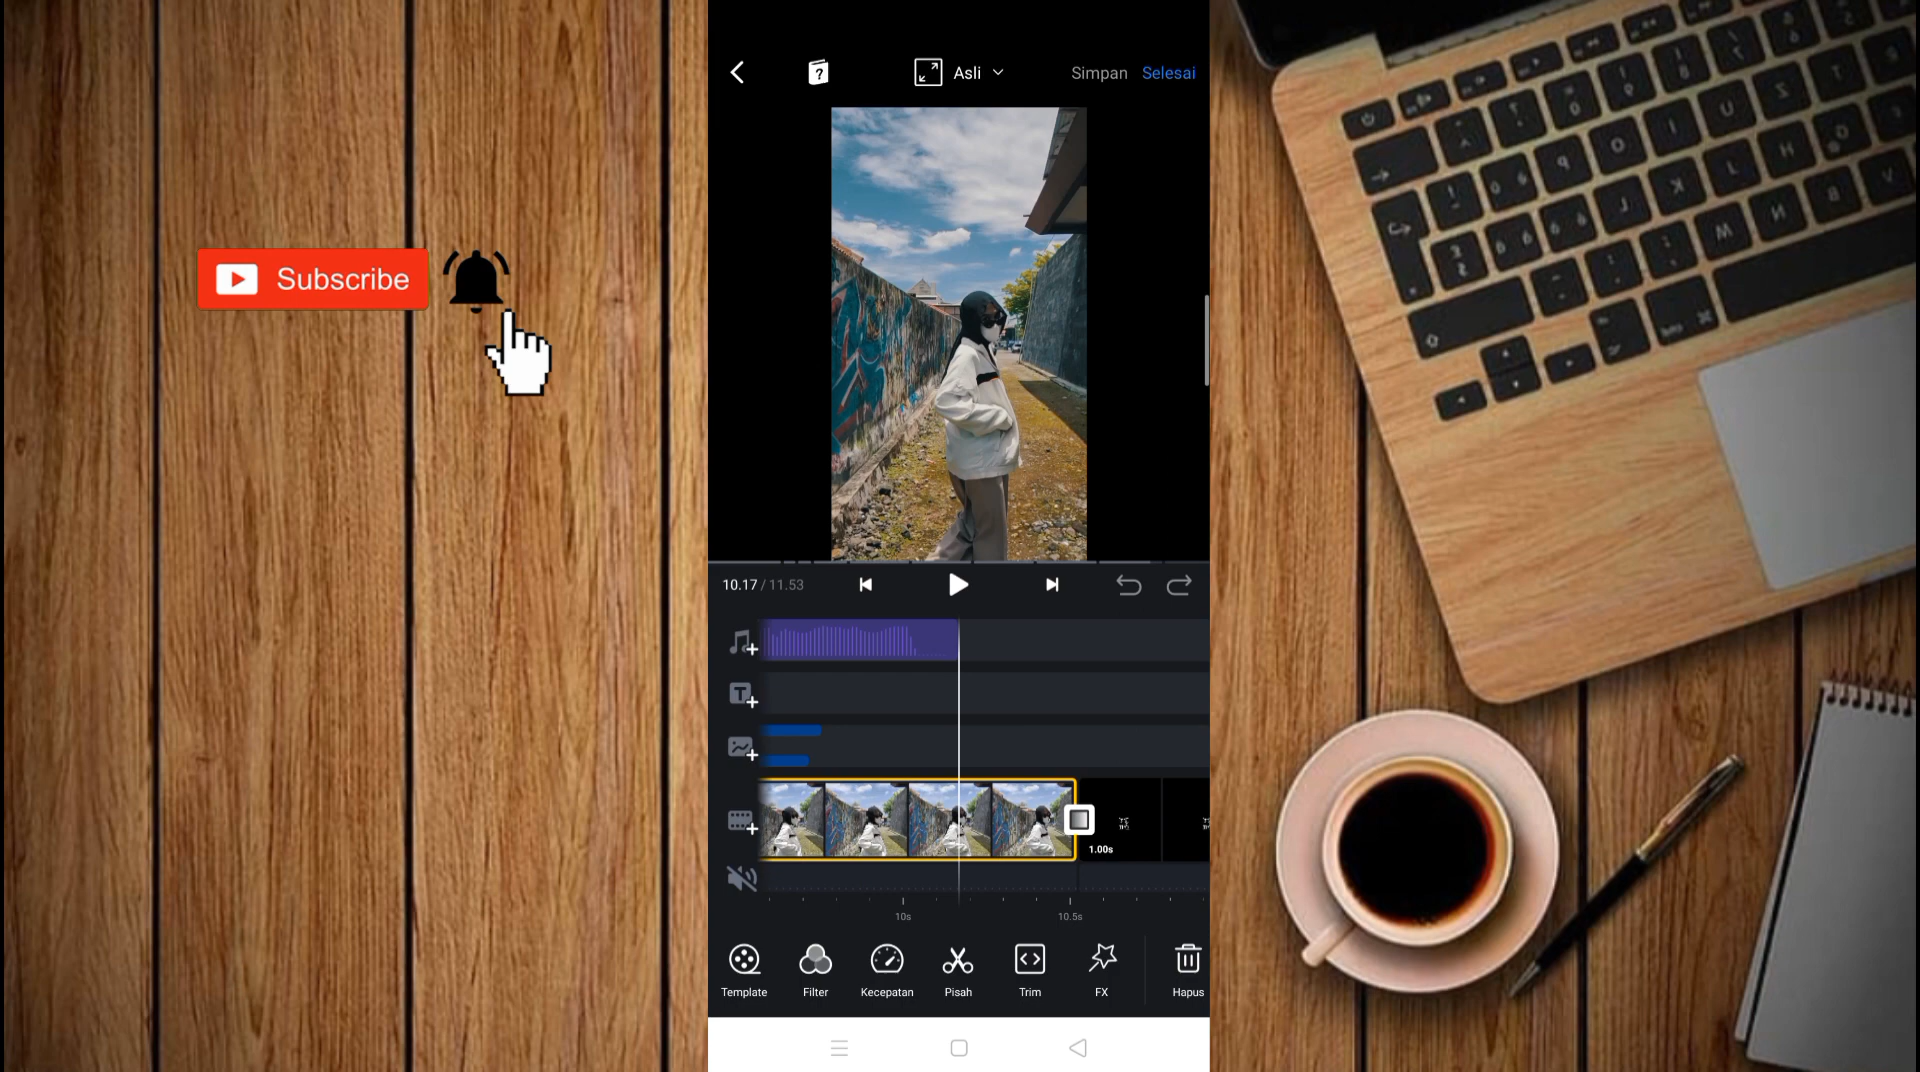 Subscribe
Asli
Simpan
Selesai
10.17 / 11.53
1.00s
10s
10.5s
Template
Filter
Kecepatan
Pisah
Trim
FX
Hapus